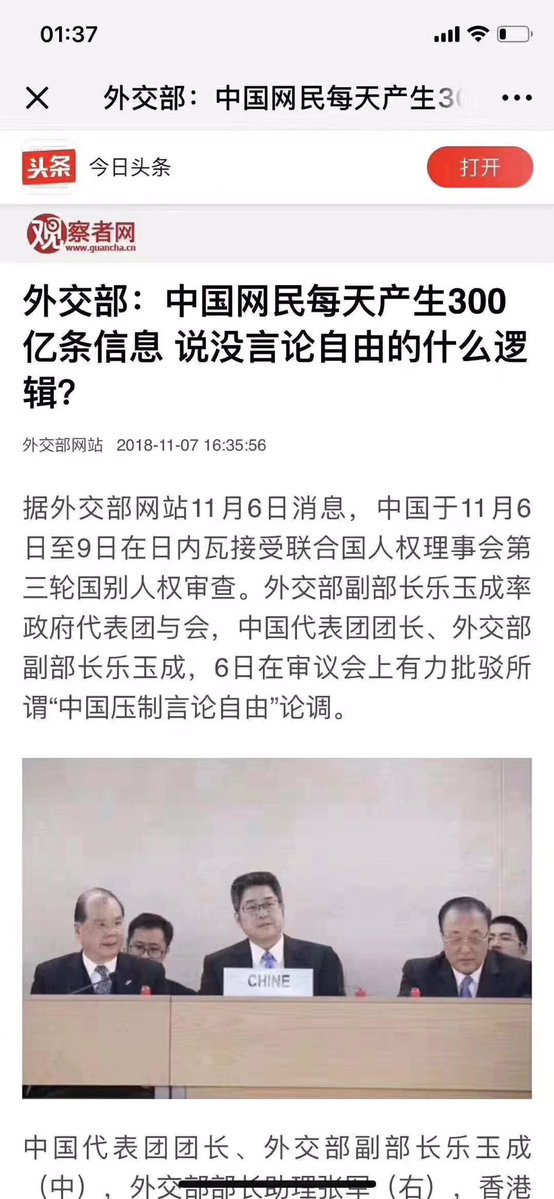 01:37
外交部：中国网民每天产生30
头条 今日头条 打开
观察者网
www.guancha.cn
外交部：中国网民每天产生300
亿条信息 说没言论自由的什么逻
辑？
外交部网站 2018-11-07 16:35:56
据外交部网站11月6日消息，中国于11月6
日至9日在日内瓦接受联合国人权理事会第
三轮国别人权审查。外交部副部长乐玉成率
政府代表团与会，中国代表团团长、外交部
副部长乐玉成，6日在审议会上有力批驳所
谓“中国压制言论自由”论调。
CHINE
中国代表团团长、外交部副部长乐玉成
（中），外交部部长助理张军（右），香港